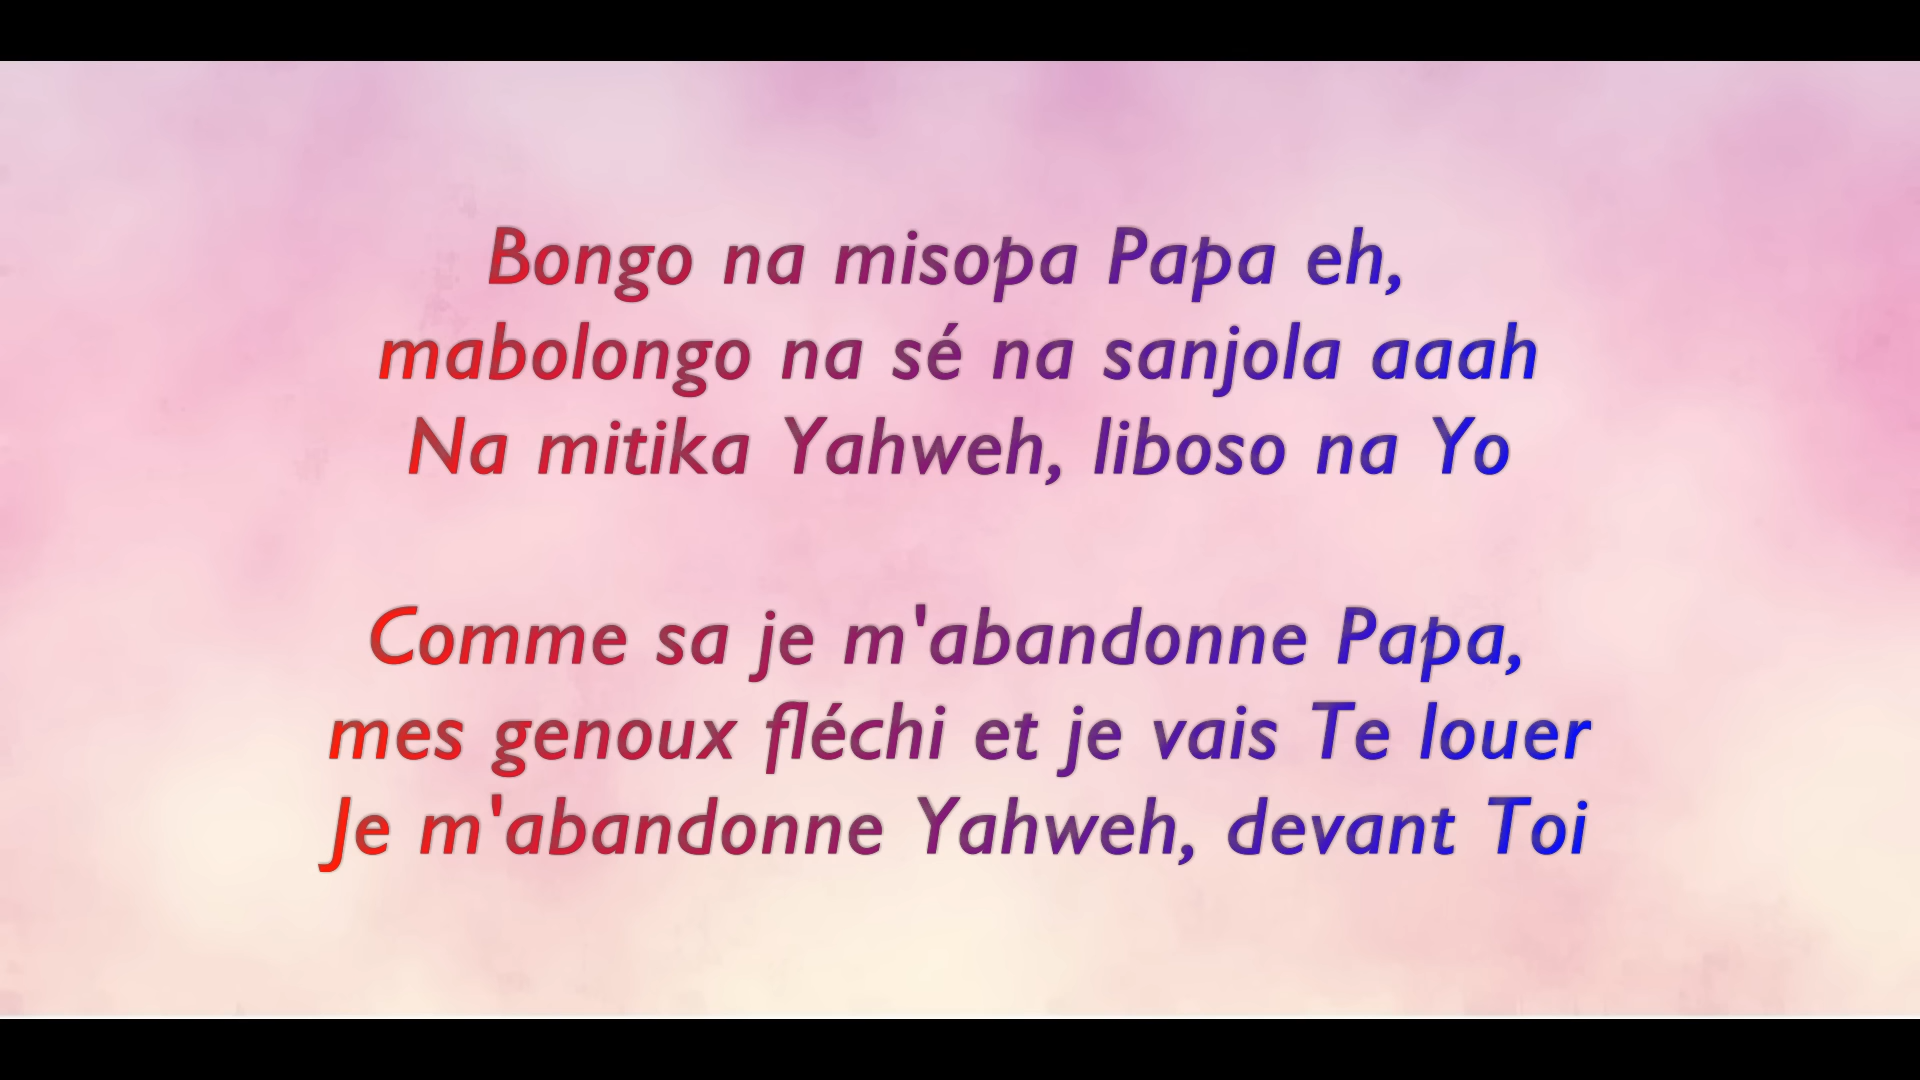 Bongo na misopa Papa eh,
mabolongo na sé na sanjola aaah
Na mitika Yahweh, liboso na Yo
Comme sa je m'abandonne Papa,
mes genoux fléchi et je vais Te louer
Je m'abandonne Yahweh, devant Toi